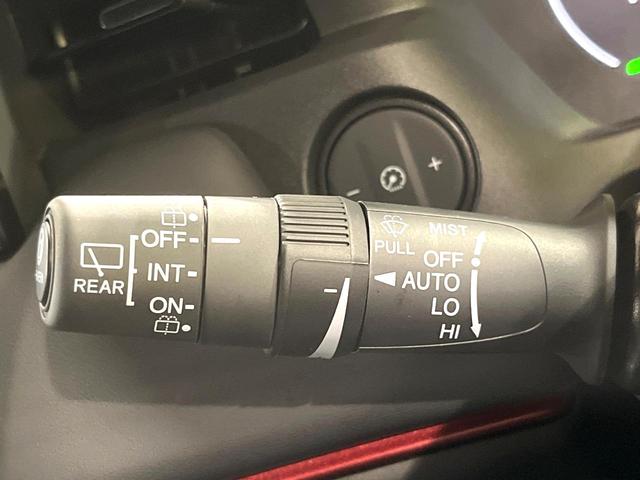 REAR
OFF
INT
ON
PULL
MIST
OFF
AUTO
LO
HI